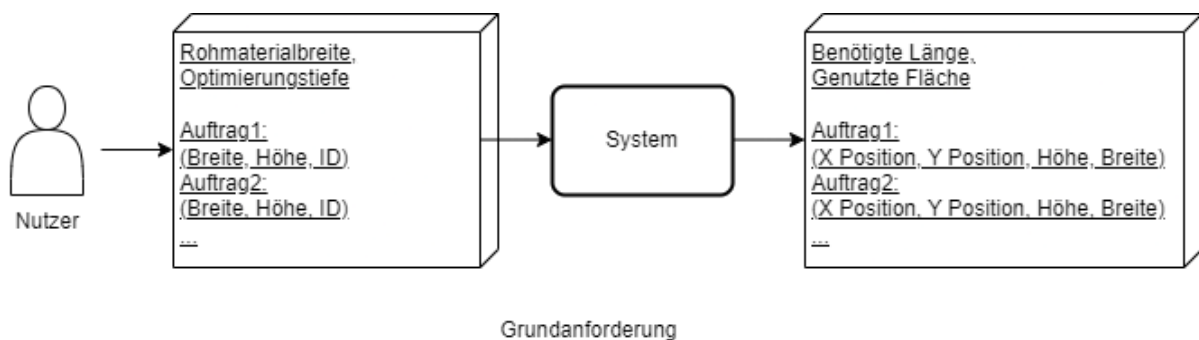 Rohmaterialbreite,
Optimierungstiefe
Auftrag1:
(Breite, Höhe, ID)
Auftrag2:
(Breite, Höhe, ID)
...
Nutzer
System
Benötigte Länge,
Genutzte Fläche
Auftrag1:
(X Position, Y Position, Höhe, Breite)
Auftrag2:
(X Position, Y Position, Höhe, Breite)
...
Grundanforderung